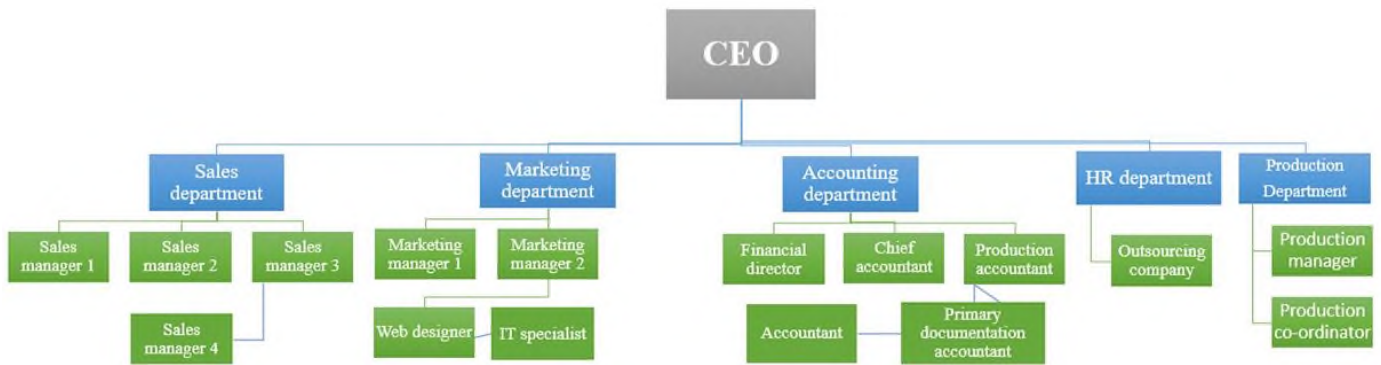 CEO
Sales
department
Marketing
department
Accounting
department
HR department
Production
Department
Sales
manager 1
Sales
manager 2
Sales
manager 3
Sales
manager 4
Marketing
manager 1
Marketing
manager 2
Web designer
IT specialist
Financial
director
Chief
accountant
Production
accountant
Accountant
Primary
documentation
accountant
Outsourcing
company
Production
manager
Production
co-ordinator